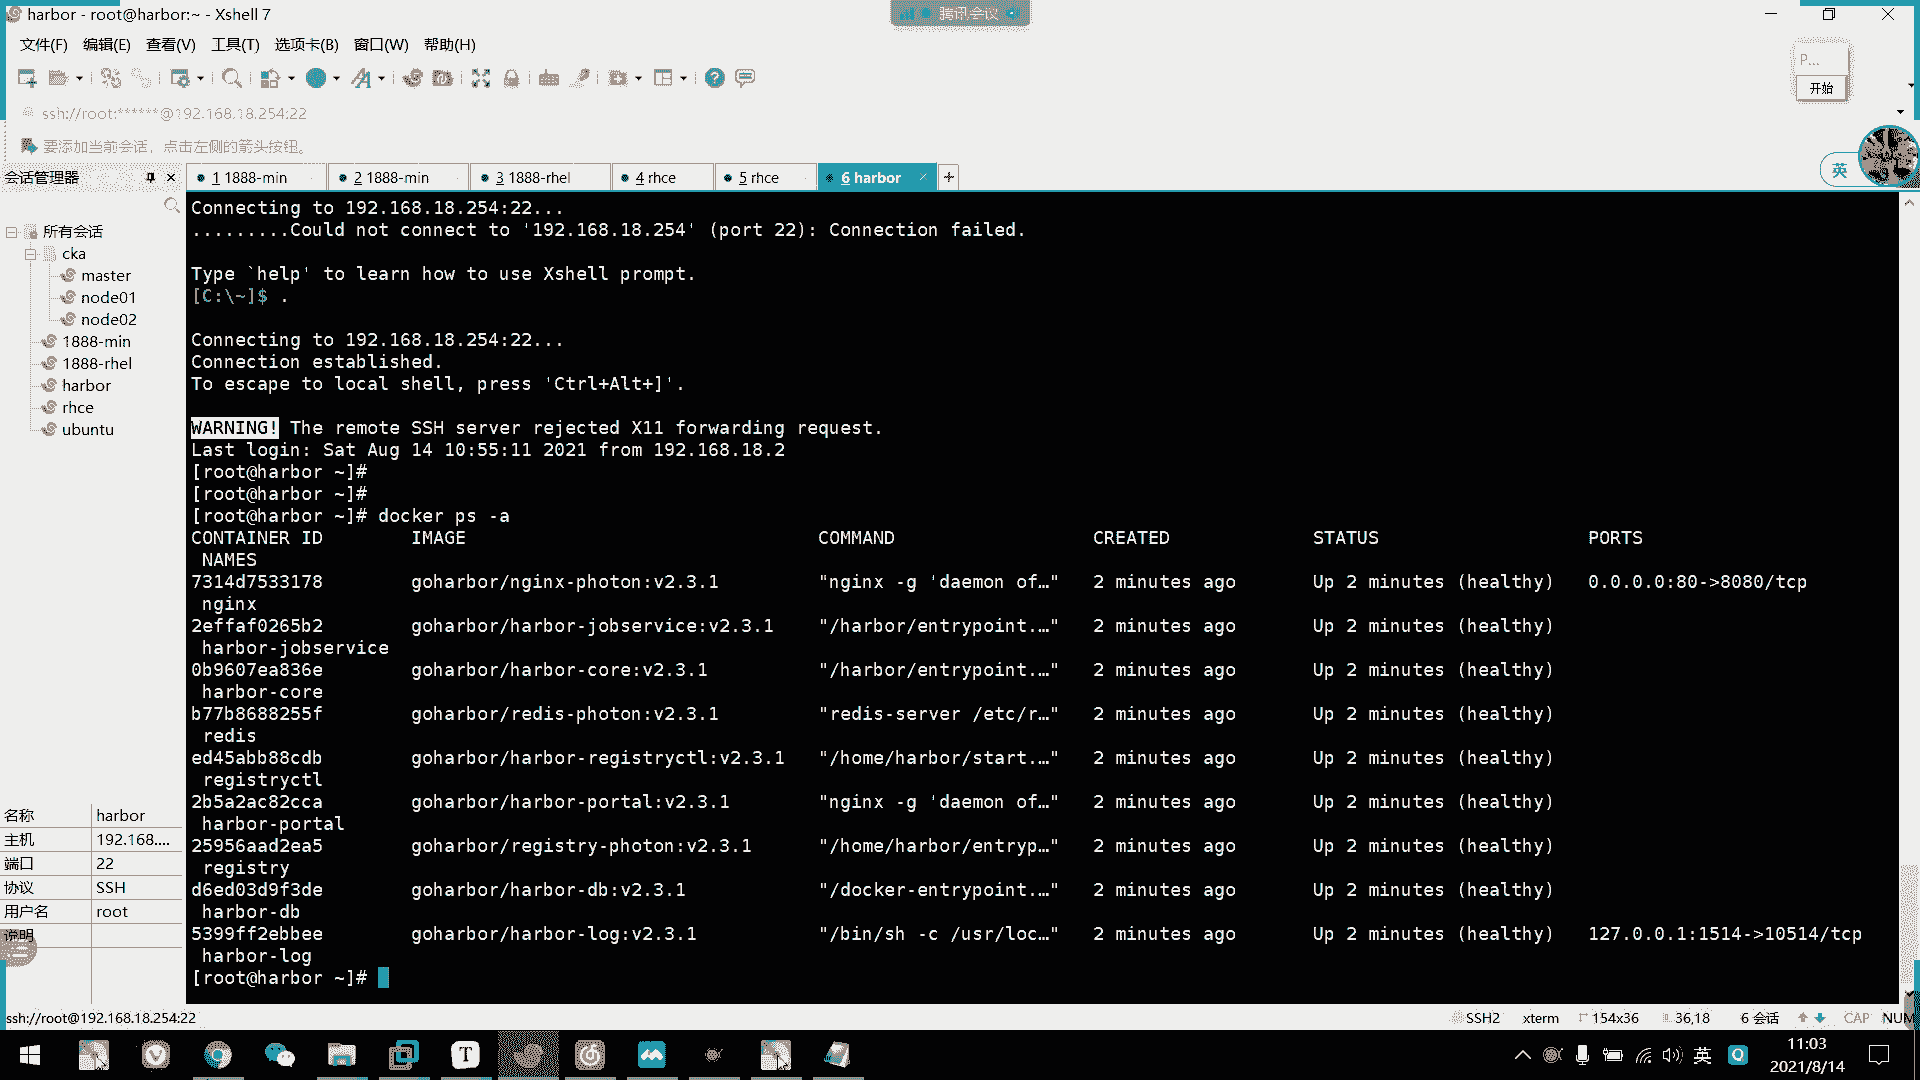 harbor - root@harbor:~ - Xshell 7
腾讯会议
文件(F) 编辑(E) 查看(V) 工具(T) 选项卡(B) 窗口(W) 帮助(H)
P...
开始
ssh://root:******@192.168.18.254:22
要添加当前会话，点击左侧的箭头按钮。
英
会话管理器
1 1888-min 2 1888-min 3 1888-rhel 4 rhce 5 rhce 6 harbor
所有会话
cka
master
node01
node02
1888-min
1888-rhel
harbor
rhce
ubuntu
名称 harbor
主机 192.168....
端口 22
协议 SSH
用户名 root
说明
Connecting to 192.168.18.254:22...
.........Could not connect to '192.168.18.254' (port 22): Connection failed.
Type `help' to learn how to use Xshell prompt.
[C:\~]$ .
Connecting to 192.168.18.254:22...
Connection established.
To escape to local shell, press 'Ctrl+Alt+]'.
WARNING! The remote SSH server rejected X11 forwarding request.
Last login: Sat Aug 14 10:55:11 2021 from 192.168.18.2
[root@harbor ~]#
[root@harbor ~]#
[root@harbor ~]# docker ps -a
CONTAINER ID IMAGE COMMAND CREATED STATUS PORTS
NAMES
7314d7533178 goharbor/nginx-photon:v2.3.1 "nginx -g 'daemon of…" 2 minutes ago Up 2 minutes (healthy) 0.0.0.0:80->8080/tcp
nginx
2effaf0265b2 goharbor/harbor-jobservice:v2.3.1 "/harbor/entrypoint.…" 2 minutes ago Up 2 minutes (healthy)
harbor-jobservice
0b9607ea836e goharbor/harbor-core:v2.3.1 "/harbor/entrypoint.…" 2 minutes ago Up 2 minutes (healthy)
harbor-core
b77b8688255f goharbor/redis-photon:v2.3.1 "redis-server /etc/r…" 2 minutes ago Up 2 minutes (healthy)
redis
ed45abb88cdb goharbor/harbor-registryctl:v2.3.1 "/home/harbor/start.…" 2 minutes ago Up 2 minutes (healthy)
registryctl
2b5a2ac82cca goharbor/harbor-portal:v2.3.1 "nginx -g 'daemon of…" 2 minutes ago Up 2 minutes (healthy)
harbor-portal
25956aad2ea5 goharbor/registry-photon:v2.3.1 "/home/harbor/entryp…" 2 minutes ago Up 2 minutes (healthy)
registry
d6ed03d9f3de goharbor/harbor-db:v2.3.1 "/docker-entrypoint.…" 2 minutes ago Up 2 minutes (healthy)
harbor-db
5399ff2ebbee goharbor/harbor-log:v2.3.1 "/bin/sh -c /usr/loc…" 2 minutes ago Up 2 minutes (healthy) 127.0.0.1:1514->10514/tcp
harbor-log
[root@harbor ~]#
ssh://root@192.168.18.254:22 SSH2 xterm 154x36 36,18 6 会话 CAP NUM
英
11:03
2021/8/14